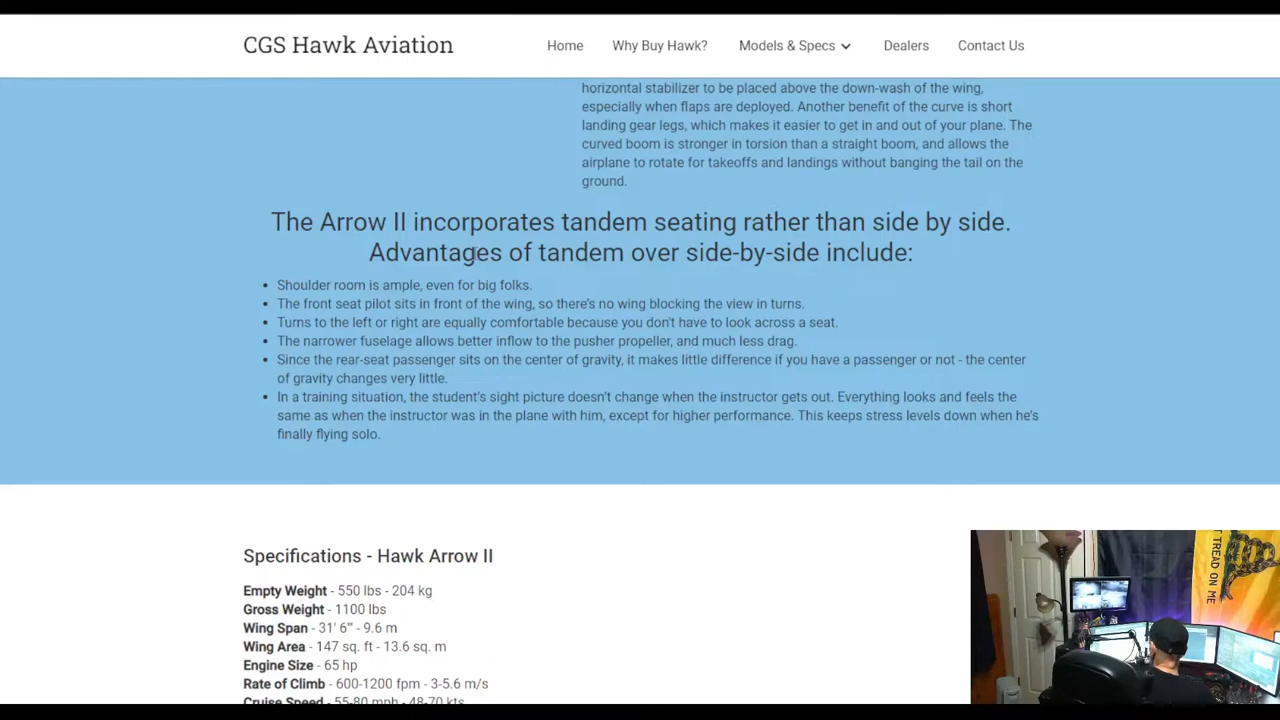 CGS Hawk Aviation
Home Why Buy Hawk? Models & Specs Dealers Contact Us
horizontal stabilizer to be placed above the down-wash of the wing,
especially when flaps are deployed. Another benefit of the curve is short
landing gear legs, which makes it easier to get in and out of your plane. The
curved boom is stronger in torsion than a straight boom, and allows the
airplane to rotate for takeoffs and landings without banging the tail on the
ground.
The Arrow II incorporates tandem seating rather than side by side.
Advantages of tandem over side-by-side include:
• Shoulder room is ample, even for big folks.
• The front seat pilot sits in front of the wing, so there's no wing blocking the view in turns.
• Turns to the left or right are equally comfortable because you don't have to look across a seat.
• The narrower fuselage allows better inflow to the pusher propeller, and much less drag.
• Since the rear-seat passenger sits on the center of gravity, it makes little difference if you have a passenger or not - the center
of gravity changes very little.
• In a training situation, the student's sight picture doesn't change when the instructor gets out. Everything looks and feels the
same as when the instructor was in the plane with him, except for higher performance. This keeps stress levels down when he's
finally flying solo.
Specifications - Hawk Arrow II
Empty Weight - 550 lbs - 204 kg
Gross Weight - 1100 lbs
Wing Span - 31' 6"' - 9.6 m
Wing Area - 147 sq. ft - 13.6 sq. m
Engine Size - 65 hp
Rate of Climb - 600-1200 fpm - 3-5.6 m/s
Cruise Speed - 55-80 mph - 48-70 kts
T TREAD ON ME